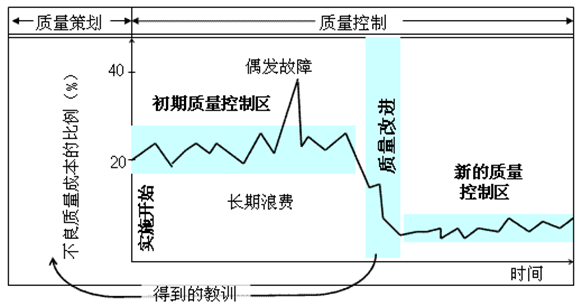 质量策划
质量控制
不良质量成本的比例（%）
40
20
偶发故障
初期质量控制区
长期浪费
实施开始
质量改进
新的质量
控制区
时间
得到的教训